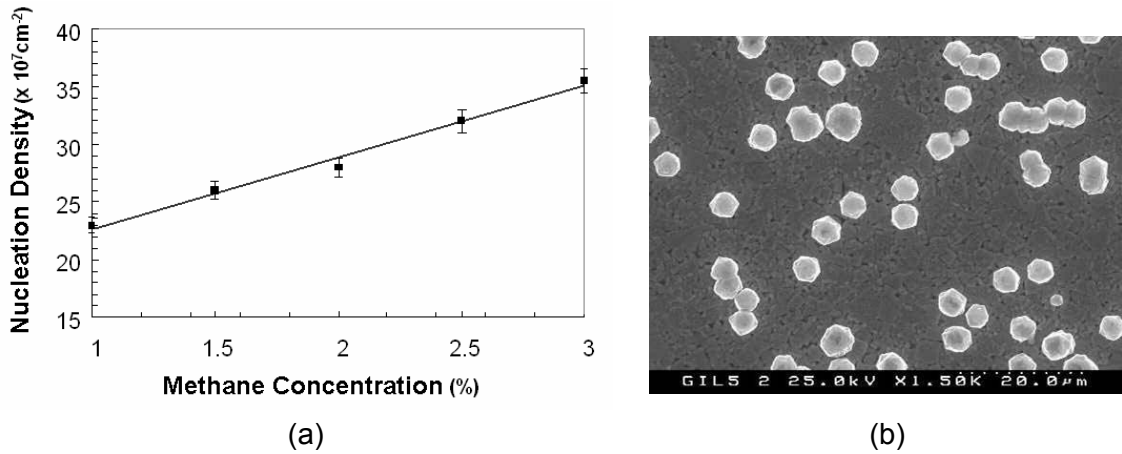 40
35
30
25
20
15
Nucleation Density (x 10⁷cm⁻²)
1 1.5 2 2.5 3
Methane Concentration (%)
(a)
GIL5 2 25.0kV X1.50K 20.0μm
(b)